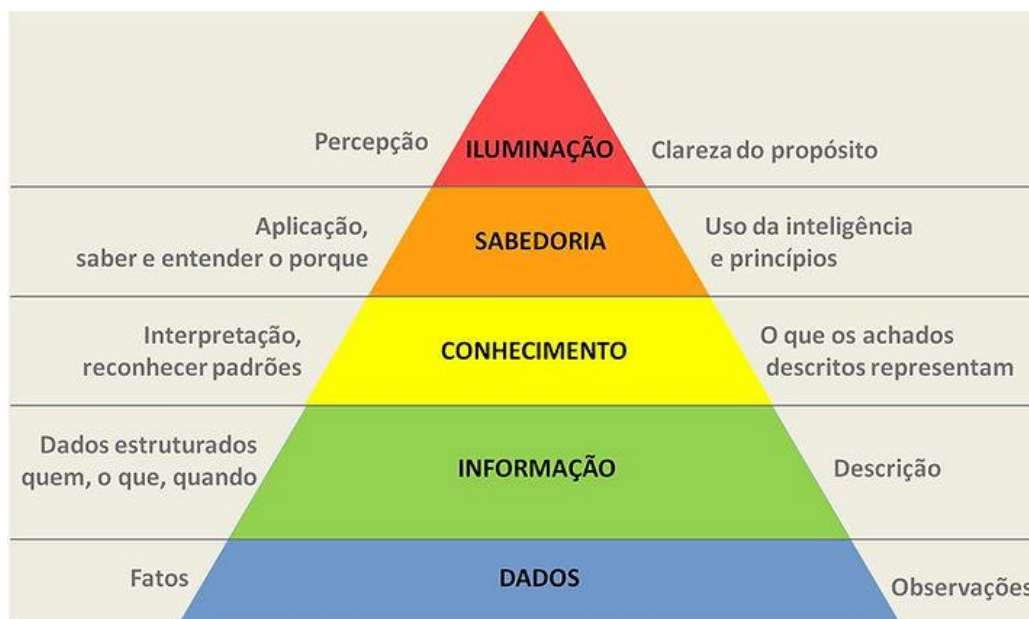 Percepção
ILUMINAÇÃO
Clareza do propósito
Aplicação,
saber e entender o porque
SABEDORIA
Uso da inteligência
e princípios
Interpretação,
reconhecer padrões
CONHECIMENTO
O que os achados
descritos representam
Dados estruturados
quem, o que, quando
INFORMAÇÃO
Descrição
Fatos
DADOS
Observações